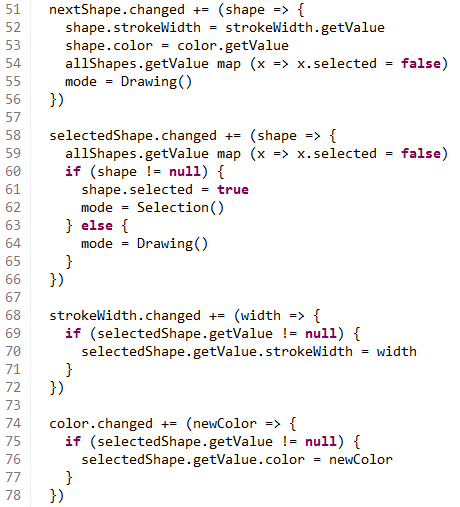 51 nextShape.changed += (shape => {
52   shape.strokeWidth = strokeWidth.getValue
53   shape.color = color.getValue
54   allShapes.getValue map (x => x.selected = false)
55   mode = Drawing()
56 })
57
58 selectedShape.changed += (shape => {
59   allShapes.getValue map (x => x.selected = false)
60   if (shape != null) {
61     shape.selected = true
62     mode = Selection()
63   } else {
64     mode = Drawing()
65   }
66 })
67
68 strokeWidth.changed += (width => {
69   if (selectedShape.getValue != null) {
70     selectedShape.getValue.strokeWidth = width
71   }
72 })
73
74 color.changed += (newColor => {
75   if (selectedShape.getValue != null) {
76     selectedShape.getValue.color = newColor
77   }
78 })